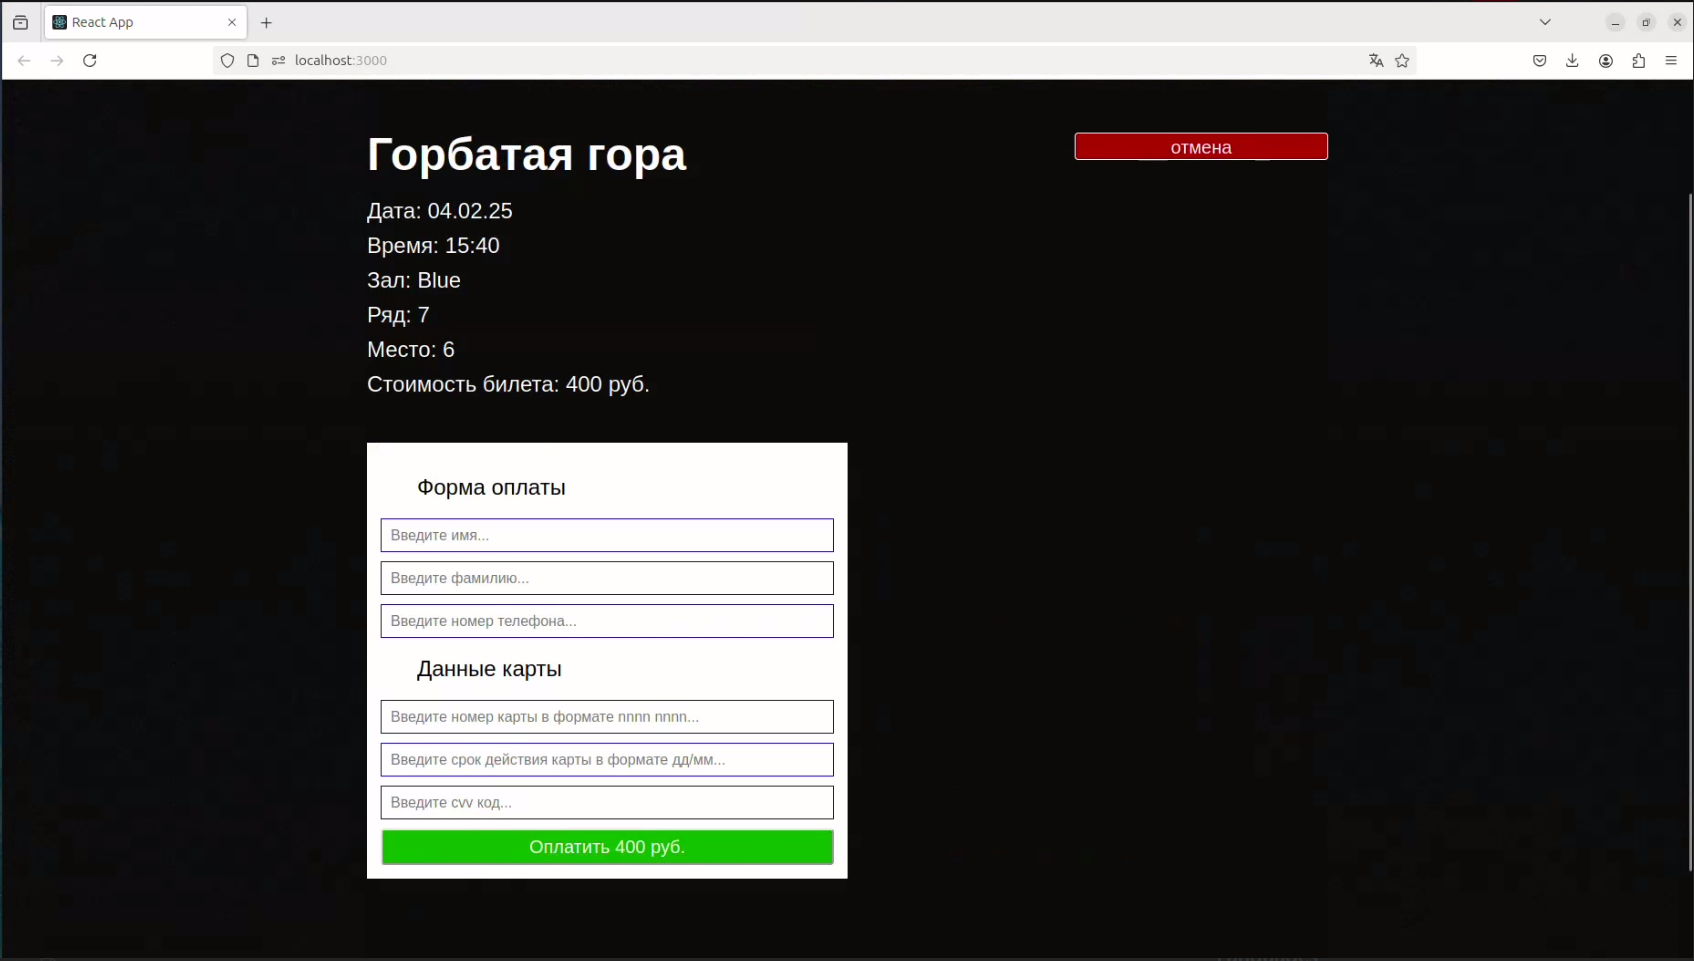 React App
localhost:3000
Горбатая гора
отмена
Дата: 04.02.25
Время: 15:40
Зал: Blue
Ряд: 7
Место: 6
Стоимость билета: 400 руб.
Форма оплаты
Введите имя...
Введите фамилию...
Введите номер телефона...
Данные карты
Введите номер карты в формате nnnn nnnn...
Введите срок действия карты в формате дд/мм...
Введите cvv код...
Оплатить 400 руб.